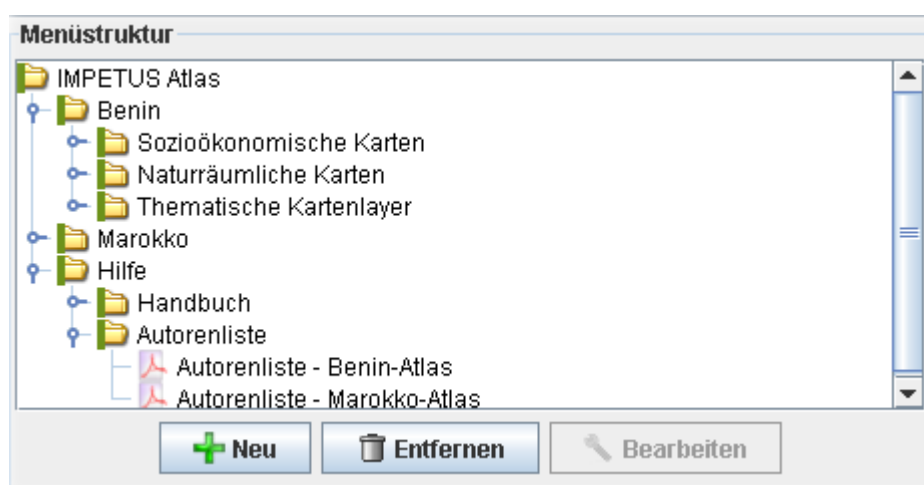 Menüstruktur
IMPETUS Atlas
Benin
Sozioökonomische Karten
Naturräumliche Karten
Thematische Kartenlayer
Marokko
Hilfe
Handbuch
Autorenliste
Autorenliste - Benin-Atlas
Autorenliste - Marokko-Atlas
Neu Entfernen Bearbeiten